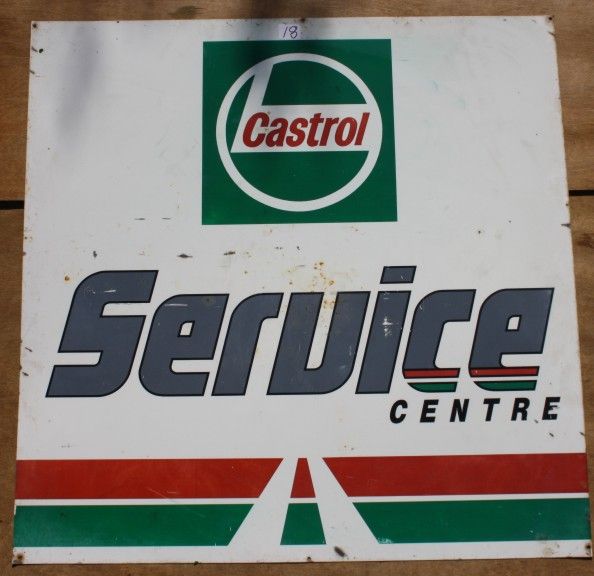 18
Castrol
Service
CENTRE